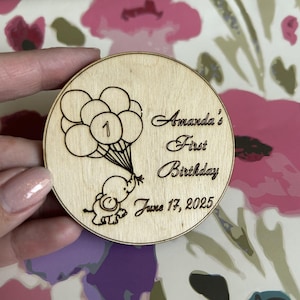 1
Amanda's
First
Birthday
June 17, 2025